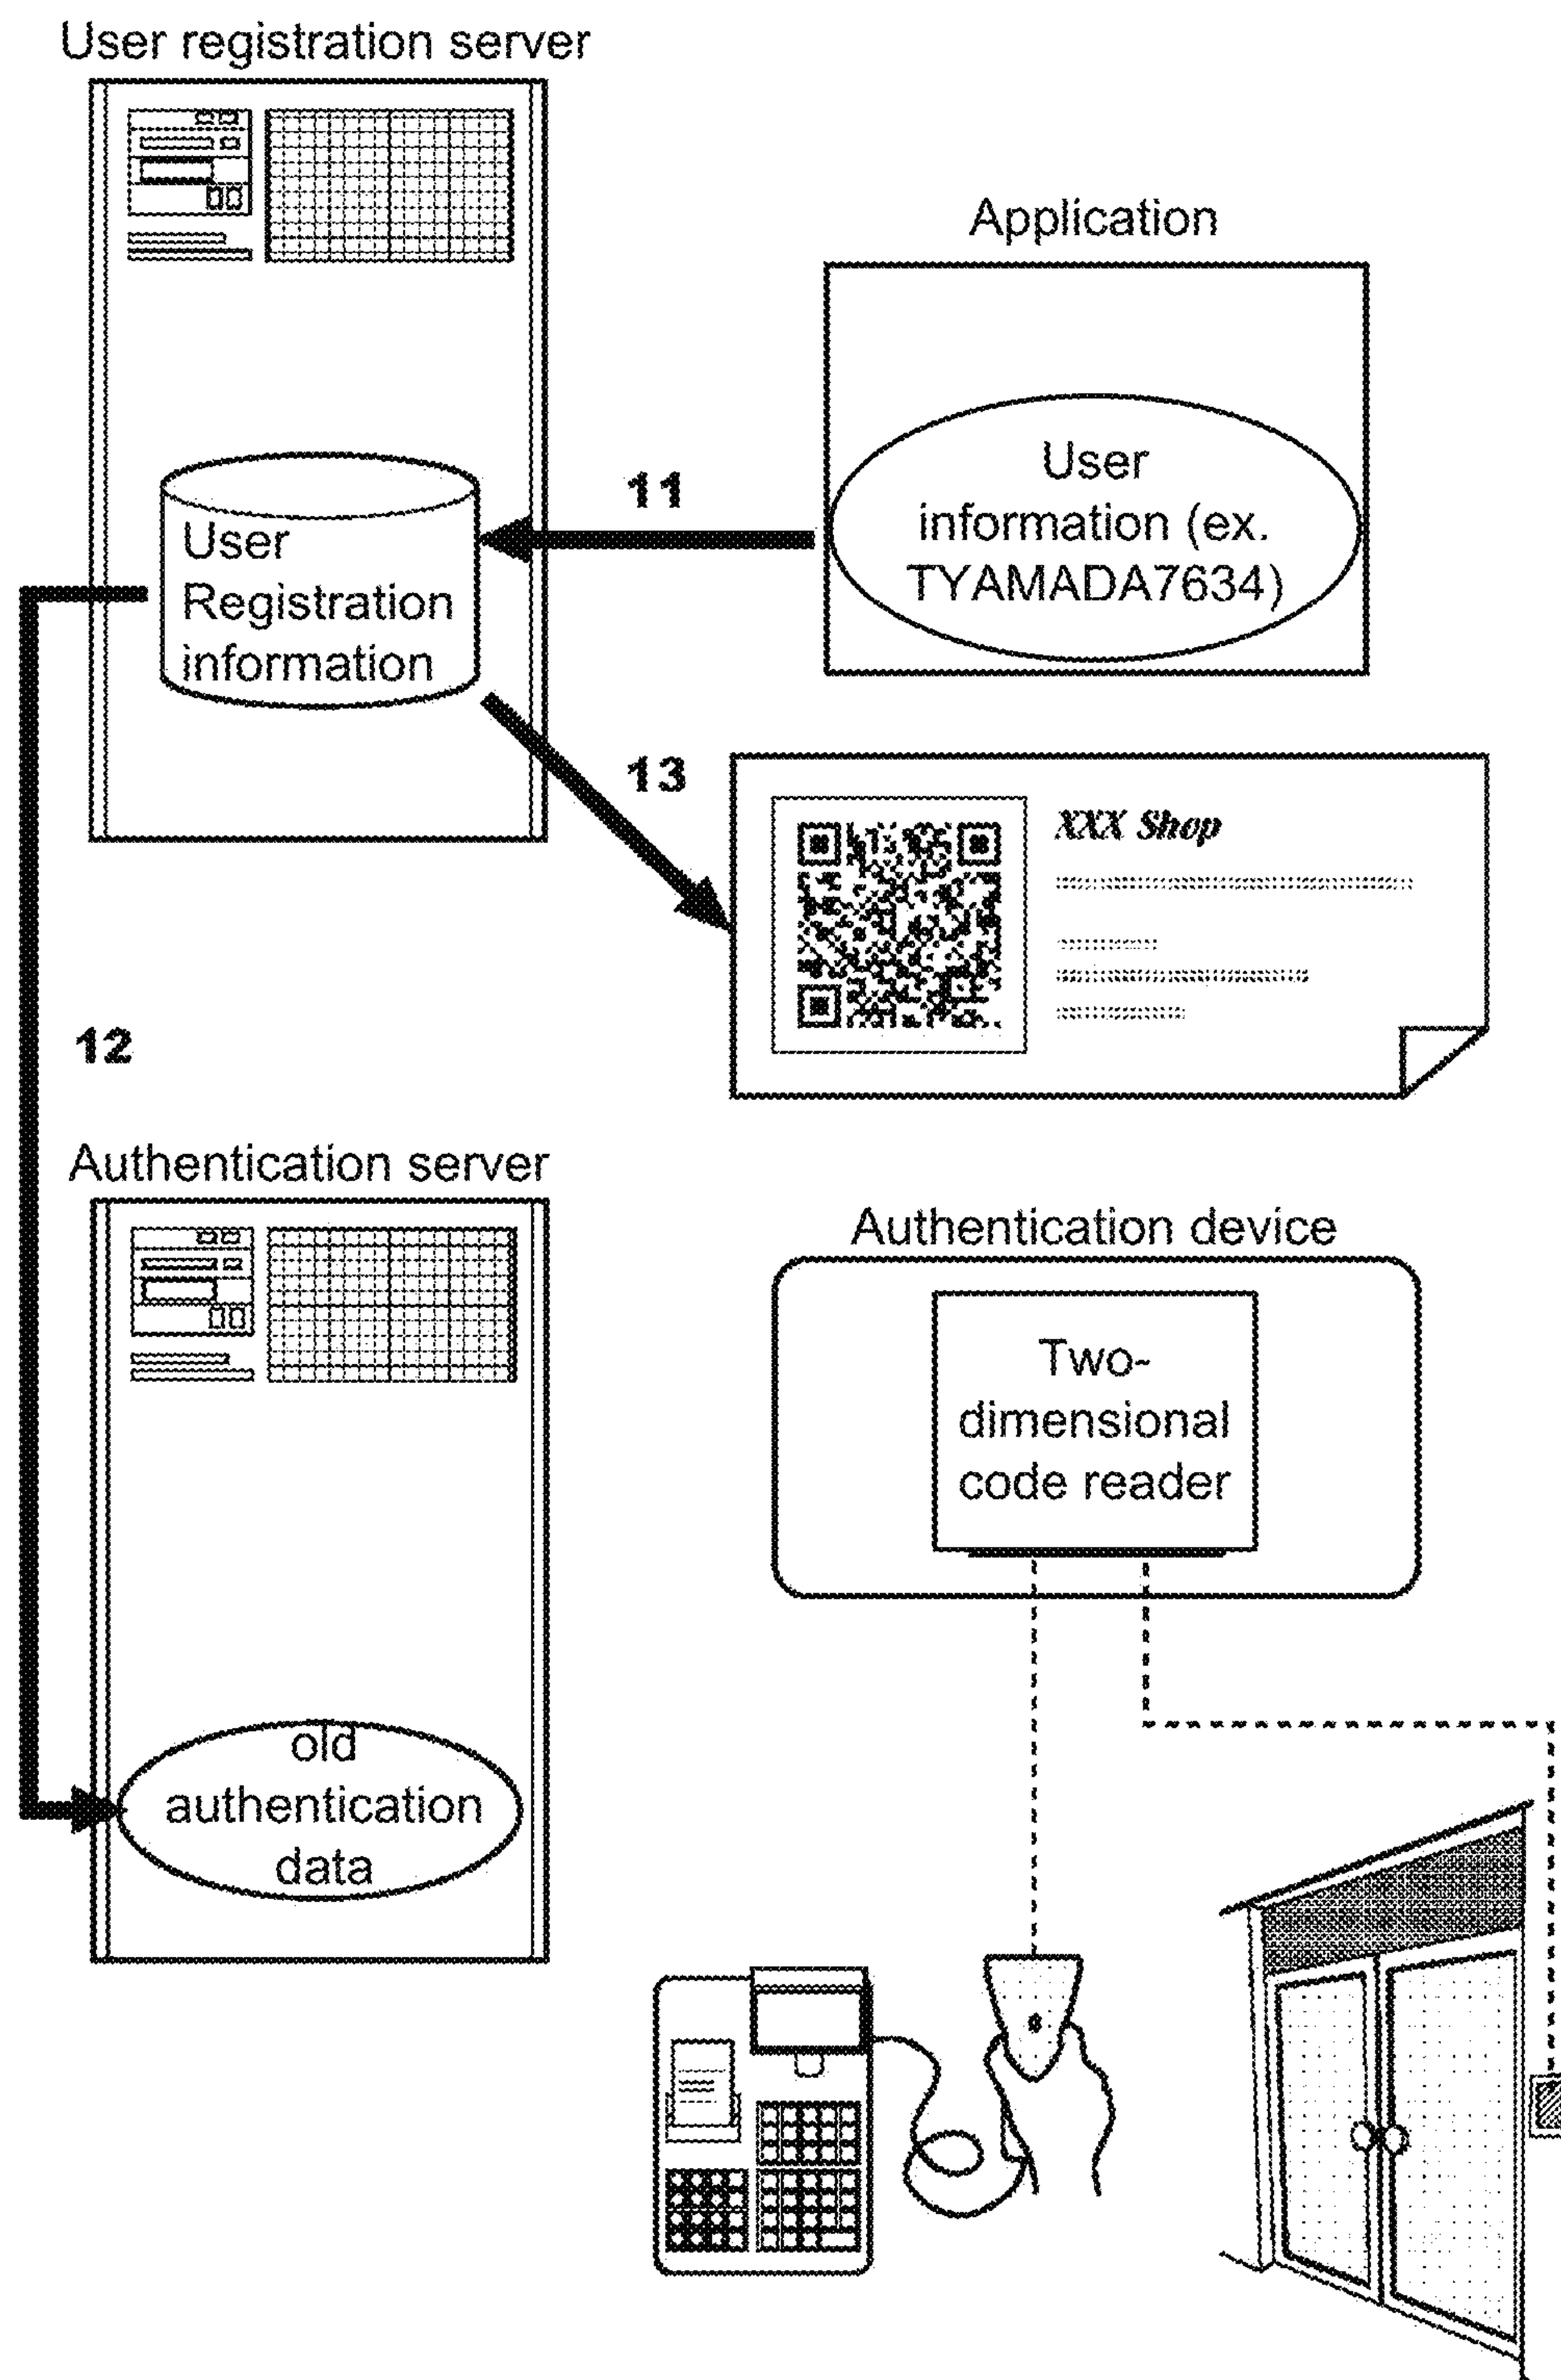 User registration server
Application
User
information (ex.
TYAMADA7634)
11
User
Registration
information
13
XXX Shop
12
Authentication server
Authentication device
Two-
dimensional
code reader
old
authentication
data